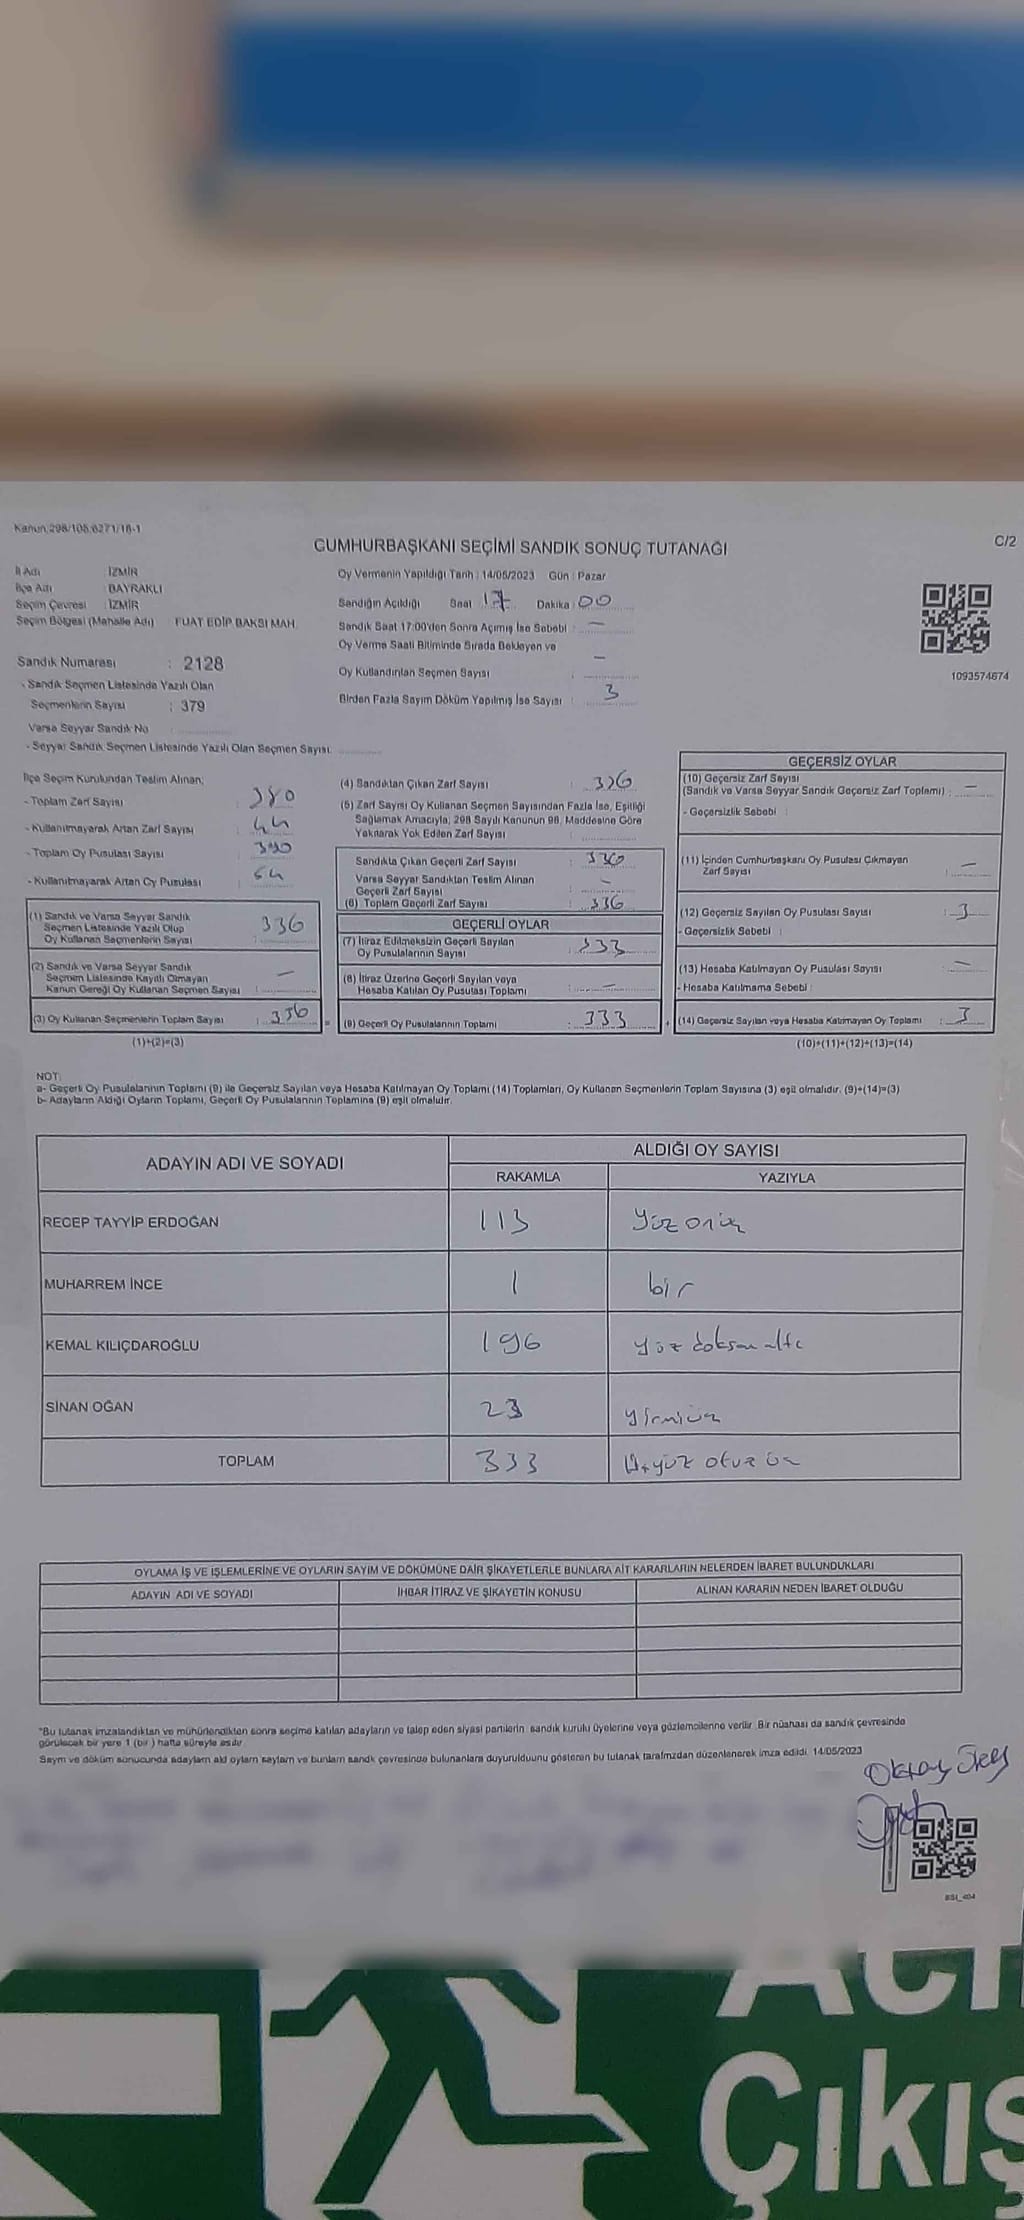 Kanun:298/105,6271/18-1
CUMHURBAŞKANI SEÇİMİ SANDIK SONUÇ TUTANAĞI
C/2
İl Adı : İZMİR
İlçe Adı : BAYRAKLI
Seçim Çevresi : İZMİR
Seçim Bölgesi (Mahalle Adı) : FUAT EDİP BAKSI MAH.
Sandık Numarası : 2128
- Sandık Seçmen Listesinde Yazılı Olan
Seçmenlerin Sayısı : 379
Varsa Seyyar Sandık No :
- Seyyar Sandık Seçmen Listesinde Yazılı Olan Seçmen Sayısı:
Oy Vermenin Yapıldığı Tarih : 14/05/2023 Gün : Pazar
Sandığın Açıldığı Saat : 17 Dakika : 00
Sandık Saat 17:00'den Sonra Açımış İse Sebebi : —
Oy Verme Saati Bitiminde Sırada Bekleyen ve
Oy Kullandırılan Seçmen Sayısı : —
Birden Fazla Sayım Döküm Yapılmış İse Sayısı : 3
1093574674
İlçe Seçim Kurulundan Teslim Alınan;
- Toplam Zarf Sayısı : 380
- Kullanılmayarak Artan Zarf Sayısı : 44
- Toplam Oy Pusulası Sayısı : 390
- Kullanılmayarak Artan Oy Pusulası : 54
(1) Sandık ve Varsa Seyyar Sandık
Seçmen Listesinde Yazılı Olup
Oy Kullanan Seçmenlerin Sayısı : 336
(2) Sandık ve Varsa Seyyar Sandık
Seçmen Listesinde Kayıtlı Olmayan
Kanun Gereği Oy Kullanan Seçmen Sayısı : —
(3) Oy Kullanan Seçmenlerin Toplam Sayısı : 336
(1)+(2)=(3)
(4) Sandıktan Çıkan Zarf Sayısı : 336
(5) Zarf Sayısı Oy Kullanan Seçmen Sayısından Fazla İse, Eşitliği
Sağlamak Amacıyla; 298 Sayılı Kanunun 98. Maddesine Göre
Yakılarak Yok Edilen Zarf Sayısı :
Sandıkta Çıkan Geçerli Zarf Sayısı : 336
Varsa Seyyar Sandıktan Teslim Alınan
Geçerli Zarf Sayısı : —
(6) Toplam Geçerli Zarf Sayısı : 336
GEÇERLİ OYLAR
(7) İtiraz Edilmeksizin Geçerli Sayılan
Oy Pusulalarının Sayısı : 333
(8) İtiraz Üzerine Geçerli Sayılan veya
Hesaba Katılan Oy Pusulası Toplamı : —
= (9) Geçerli Oy Pusulalarının Toplamı : 333
GEÇERSİZ OYLAR
(10) Geçersiz Zarf Sayısı
(Sandık ve Varsa Seyyar Sandık Geçersiz Zarf Toplamı) : —
- Geçersizlik Sebebi :
(11) İçinden Cumhurbaşkanı Oy Pusulası Çıkmayan
Zarf Sayısı : —
(12) Geçersiz Sayılan Oy Pusulası Sayısı : 3
- Geçersizlik Sebebi :
(13) Hesaba Katılmayan Oy Pusulası Sayısı : —
- Hesaba Katılmama Sebebi :
+ (14) Geçersiz Sayılan veya Hesaba Katılmayan Oy Toplamı : 3
(10)+(11)+(12)+(13)=(14)
NOT:
a- Geçerli Oy Pusulalarının Toplamı (9) ile Geçersiz Sayılan veya Hesaba Katılmayan Oy Toplamı (14) Toplamları, Oy Kullanan Seçmenlerin Toplam Sayısına (3) eşit olmalıdır. (9)+(14)=(3)
b- Adayların Aldığı Oyların Toplamı, Geçerli Oy Pusulalarının Toplamına (9) eşit olmalıdır.
ADAYIN ADI VE SOYADI ALDIĞI OY SAYISI
RAKAMLA YAZIYLA
RECEP TAYYİP ERDOĞAN 113 Yüz onüç
MUHARREM İNCE 1 bir
KEMAL KILIÇDAROĞLU 196 yüz doksan altı
SİNAN OĞAN 23 yirmiüç
TOPLAM 333 Üçyüz otuz üç
OYLAMA İŞ VE İŞLEMLERİNE VE OYLARIN SAYIM VE DÖKÜMÜNE DAİR ŞİKAYETLERLE BUNLARA AİT KARARLARIN NELERDEN İBARET BULUNDUKLARI
ADAYIN ADI VE SOYADI İHBAR İTİRAZ VE ŞİKAYETİN KONUSU ALINAN KARARIN NEDEN İBARET OLDUĞU
"Bu tutanak imzalandıktan ve mühürlendikten sonra seçime katılan adayların ve talep eden siyasi partilerin sandık kurulu üyelerine veya gözlemcilerine verilir. Bir nüshası da sandık çevresinde
görülecek bir yere 1 (bir ) hafta süreyle asılır.
Sayım ve döküm sonucunda adayların aldı oyların sayların ve bunların sandk çevresinde bulunanlara duyurulduunu gösteren bu tutanak tarafmzdan düzenlenerek imza edildi. 14/05/2023
Oktay
BSI_404
Acil
Çıkış